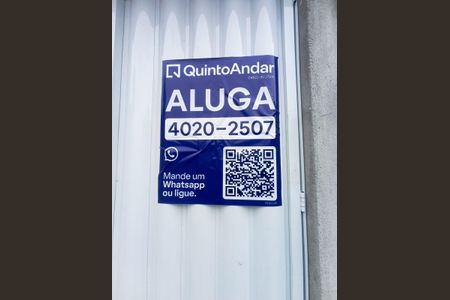 QuintoAndar
ALUGA
4020-2507
Mande um
Whatsapp
ou ligue.